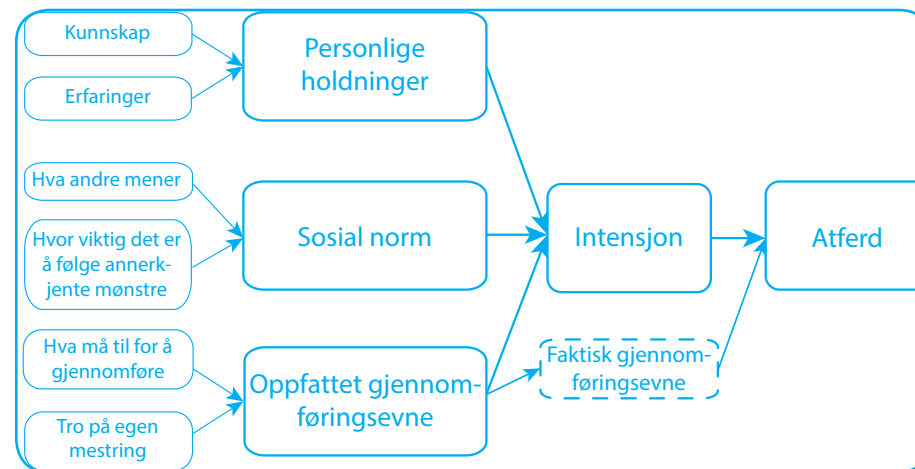 Kunnskap
Erfaringer
Personlige
holdninger
Hva andre mener
Hvor viktig det er
å følge annerk-
jente mønstre
Sosial norm
Intensjon
Atferd
Hva må til for å
gjennomføre
Tro på egen
mestring
Oppfattet gjennom-
føringsevne
Faktisk gjennom-
føringsevne